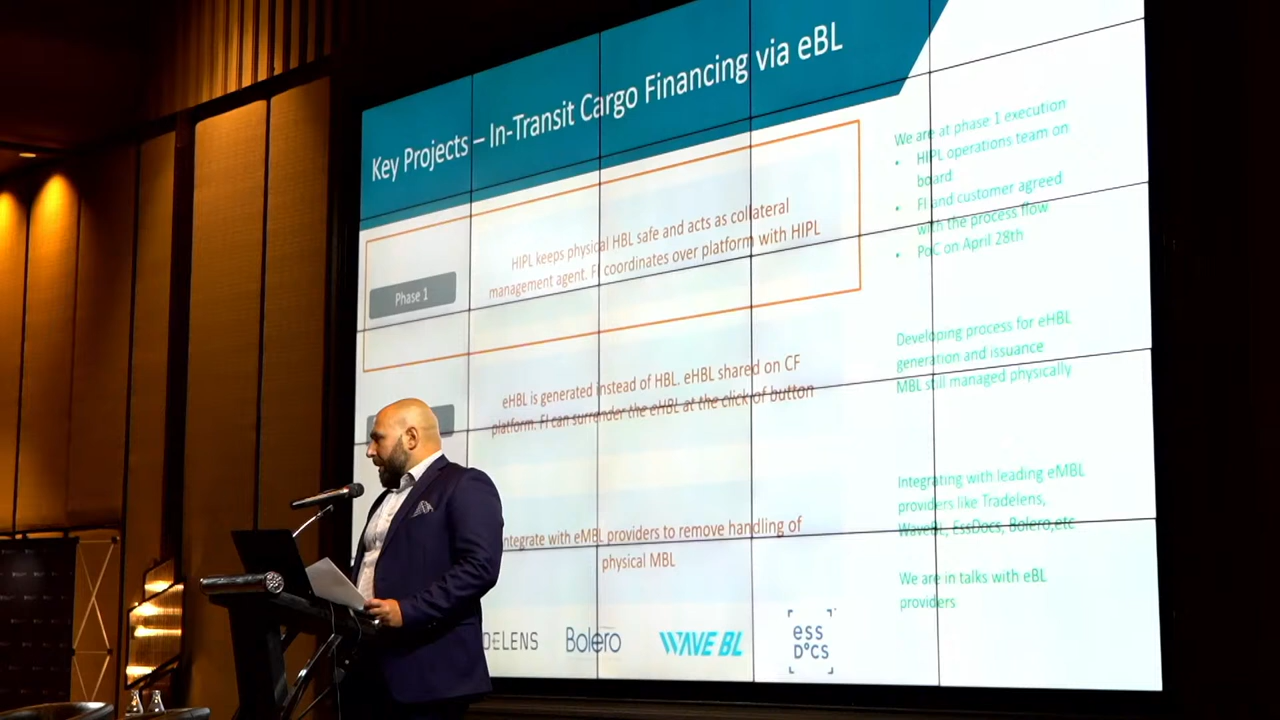 Key Projects – In-Transit Cargo Financing via eBL
Phase 1
HIPL keeps physical HBL safe and acts as collateral
management agent. FI coordinates over platform with HIPL
We are at phase 1 execution
• HIPL operations team on
board
• FI and customer agreed
with the process flow
• PoC on April 28th
eHBL is generated instead of HBL. eHBL shared on CF
platform. FI can surrender the eHBL at the click of button
Developing process for eHBL
generation and issuance
MBL still managed physically
ntegrate with eMBL providers to remove handling of
physical MBL
Integrating with leading eMBL
providers like Tradelens,
WaveBL, EssDocs, Bolero,etc
We are in talks with eBL
providers
DELENS
Bolero
WAVE BL
ess
DOCS